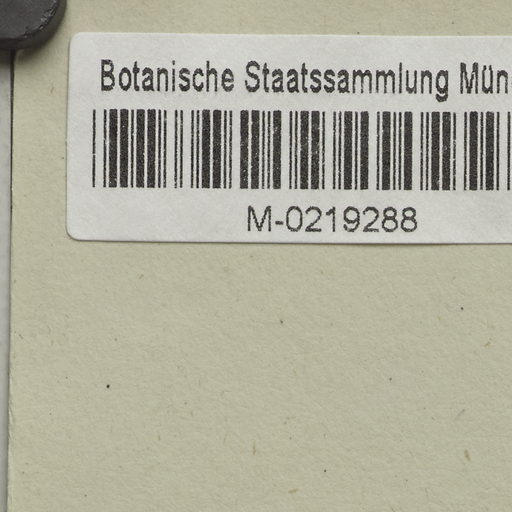 Botanische Staatssammlung Mün
M-0219288